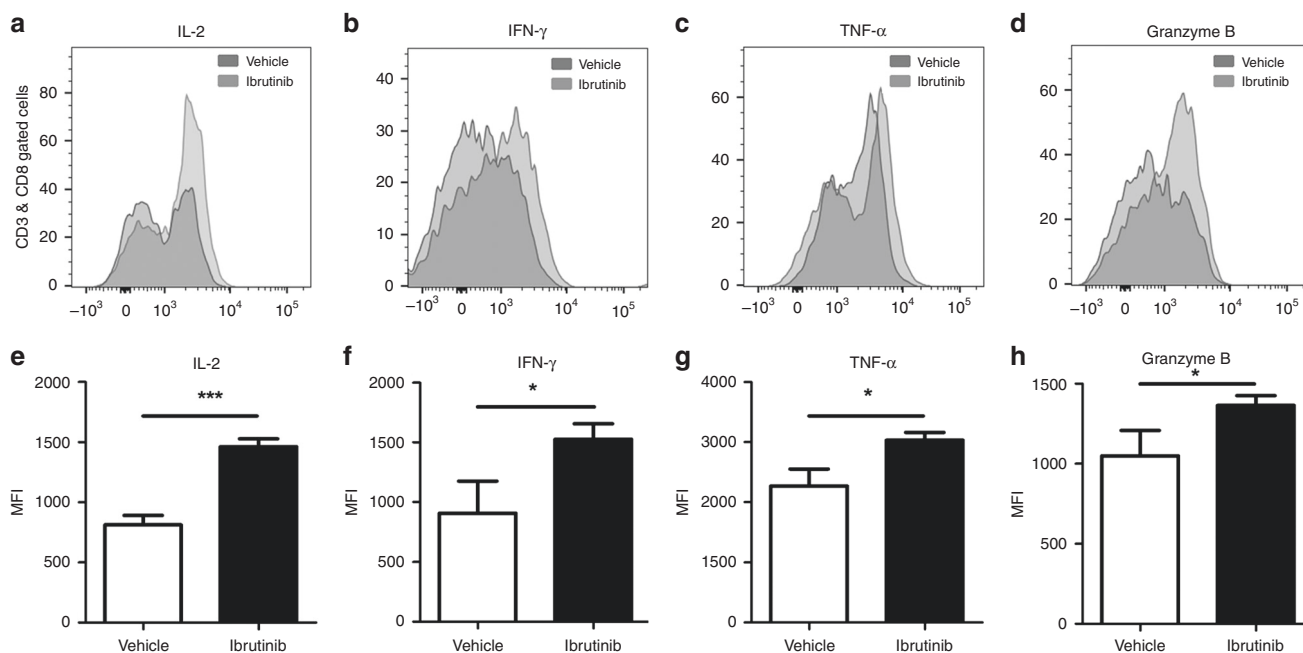 a
IL-2
Vehicle
Ibrutinib
CD3 & CD8 gated cells
80
60
40
20
0
–10³ 0 10³ 10⁴ 10⁵
b
IFN-γ
Vehicle
Ibrutinib
40
30
20
10
0
–10³ 0 10³ 10⁴ 10⁵
c
TNF-α
Vehicle
Ibrutinib
60
40
20
0
–10³ 0 10³ 10⁴ 10⁵
d
Granzyme B
Vehicle
Ibrutinib
60
40
20
0
–10³ 0 10³ 10⁴ 10⁵
e
IL-2
***
MFI
2000
1500
1000
500
0
Vehicle Ibrutinib
f
IFN-γ
*
MFI
2000
1500
1000
500
0
Vehicle Ibrutinib
g
TNF-α
*
MFI
4000
3000
2000
1500
0
Vehicle Ibrutinib
h
Granzyme B
*
MFI
1500
1000
500
0
Vehicle Ibrutinib